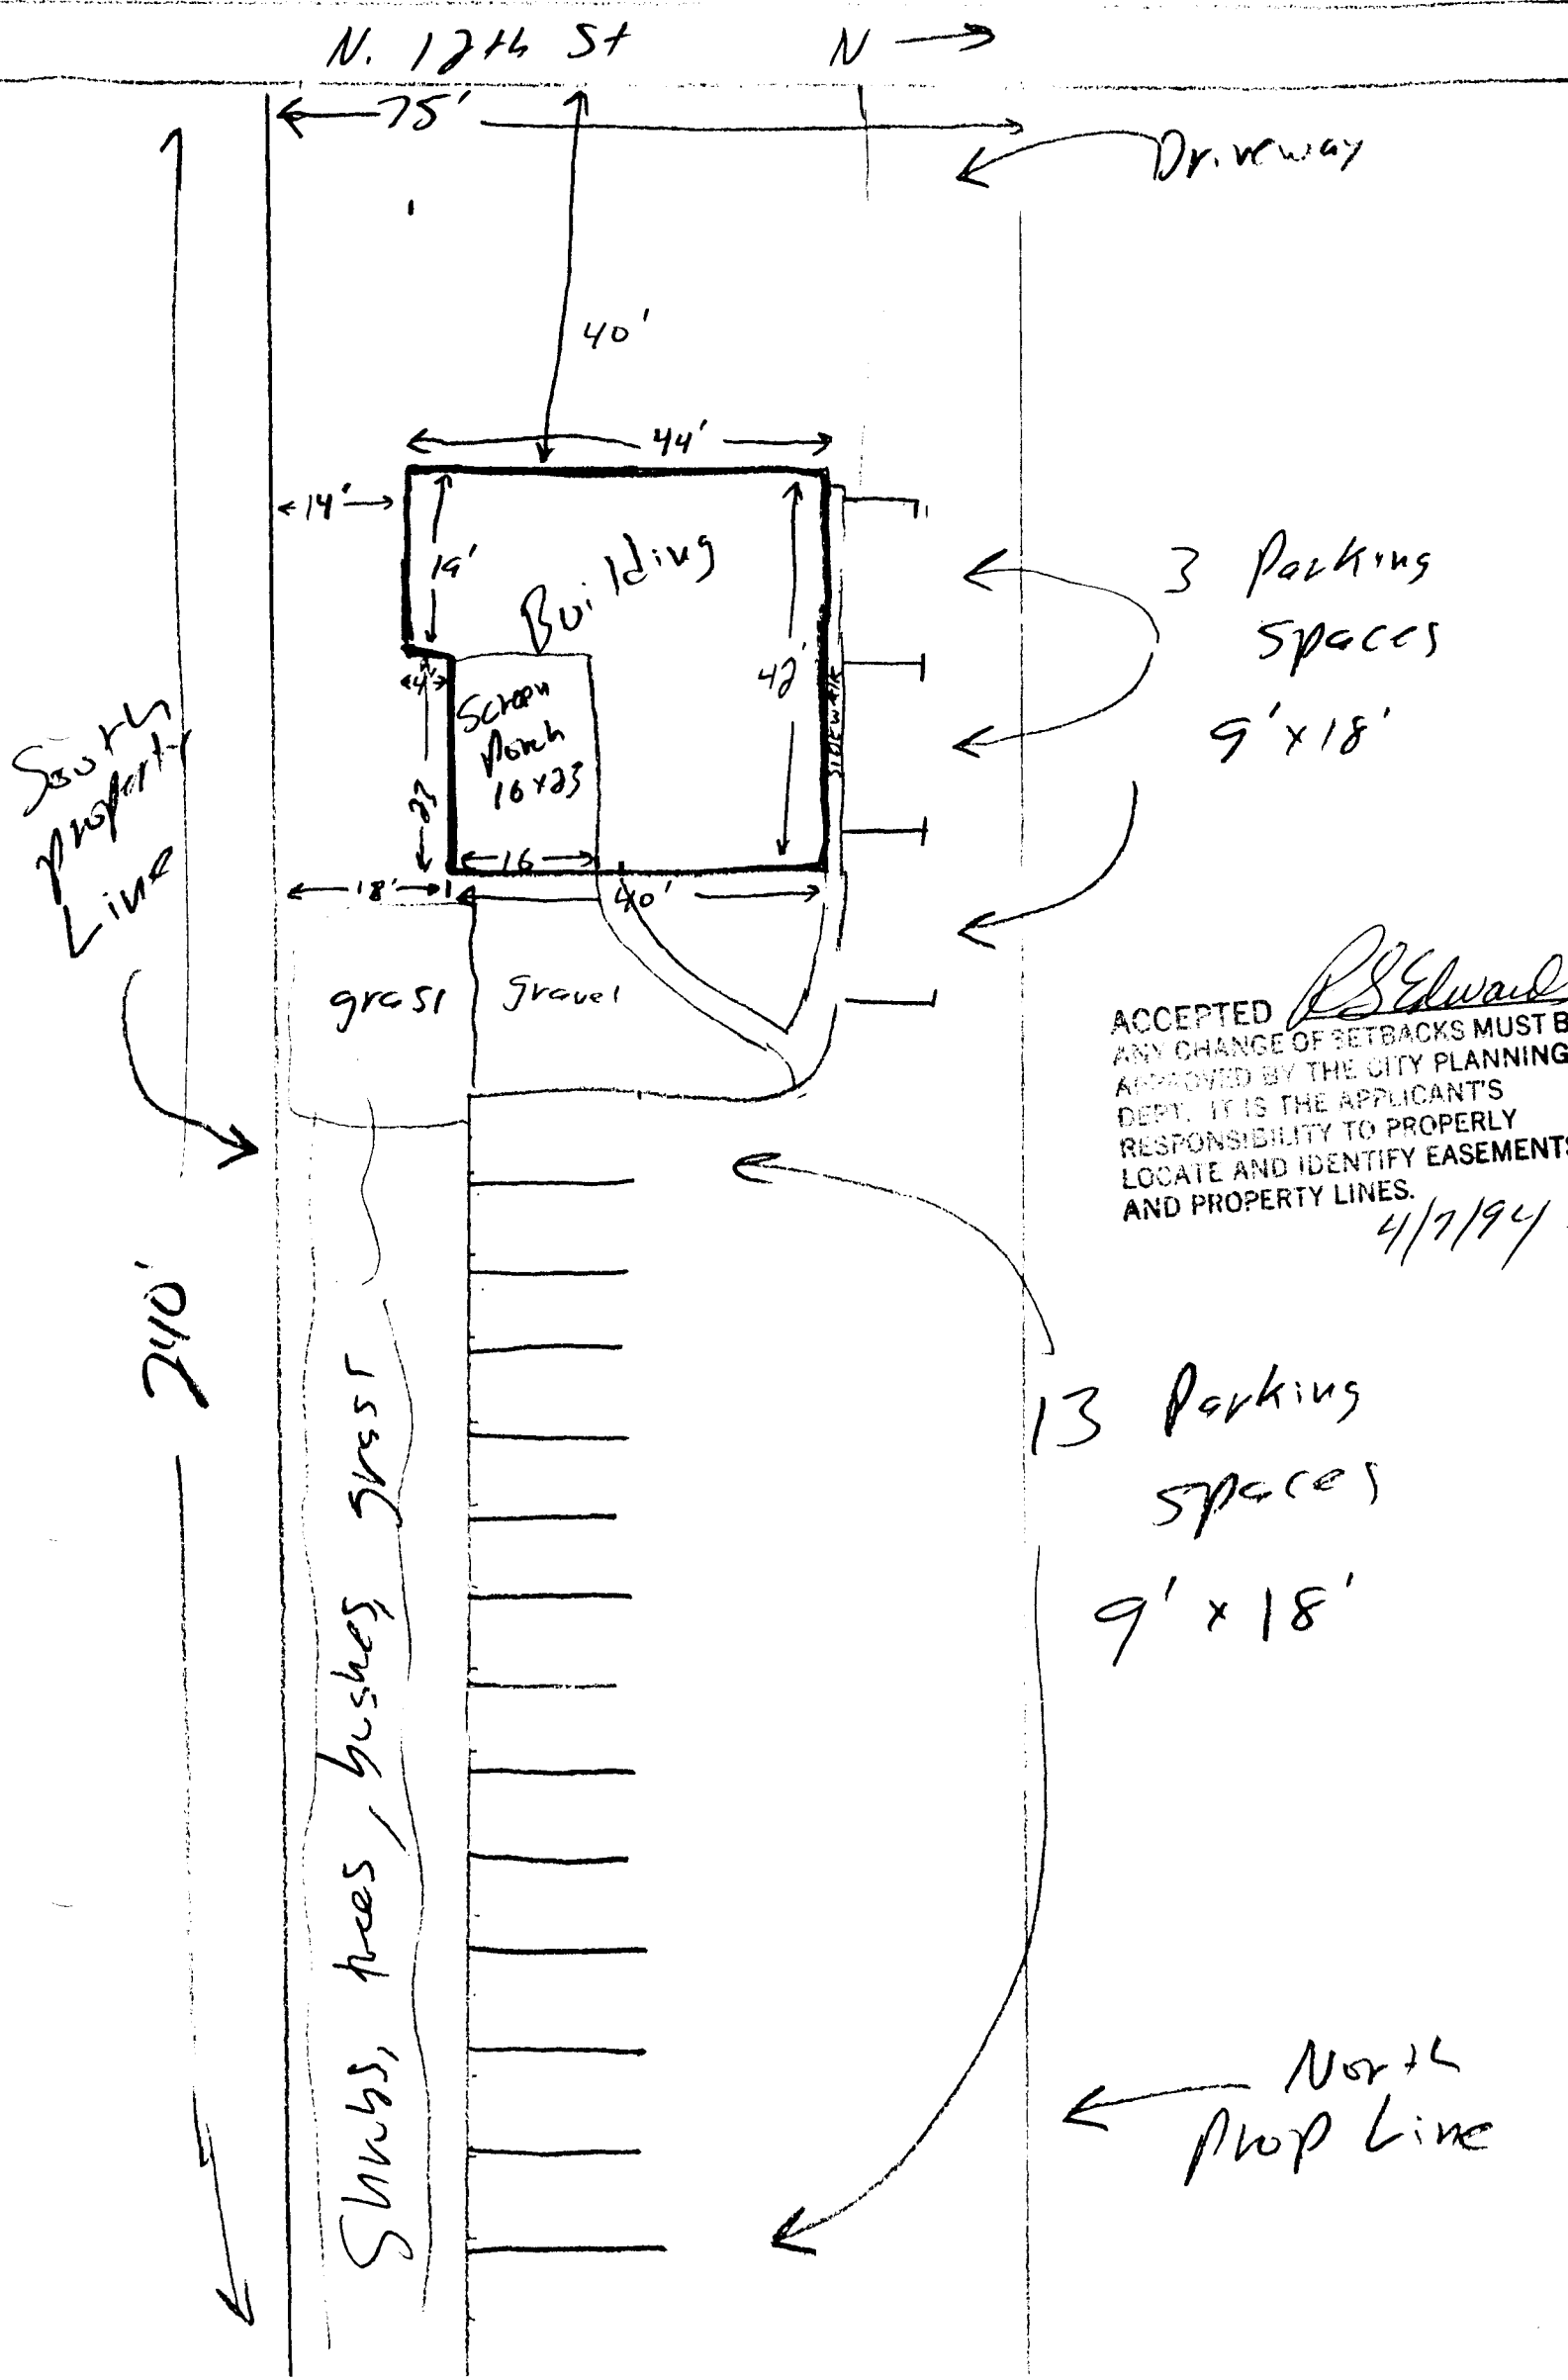 N. 12th St
N
75'
Driveway
40'
44'
14'
19'
Building
42'
SIDEWALK
3 Parking
spaces
9' x 18'
4'
Screen
Porch
16x23
23
16
18'
40'
South
property
Line
grass
gravel
ACCEPTED RS Edwards
ANY CHANGE OF SETBACKS MUST B
APPROVED BY THE CITY PLANNING
DEPT. IT IS THE APPLICANT'S
RESPONSIBILITY TO PROPERLY
LOCATE AND IDENTIFY EASEMENTS
AND PROPERTY LINES.
4/7/94
240'
13 Parking
spaces
9' x 18'
Shrubs, trees, bushes, grass
North
Prop Line